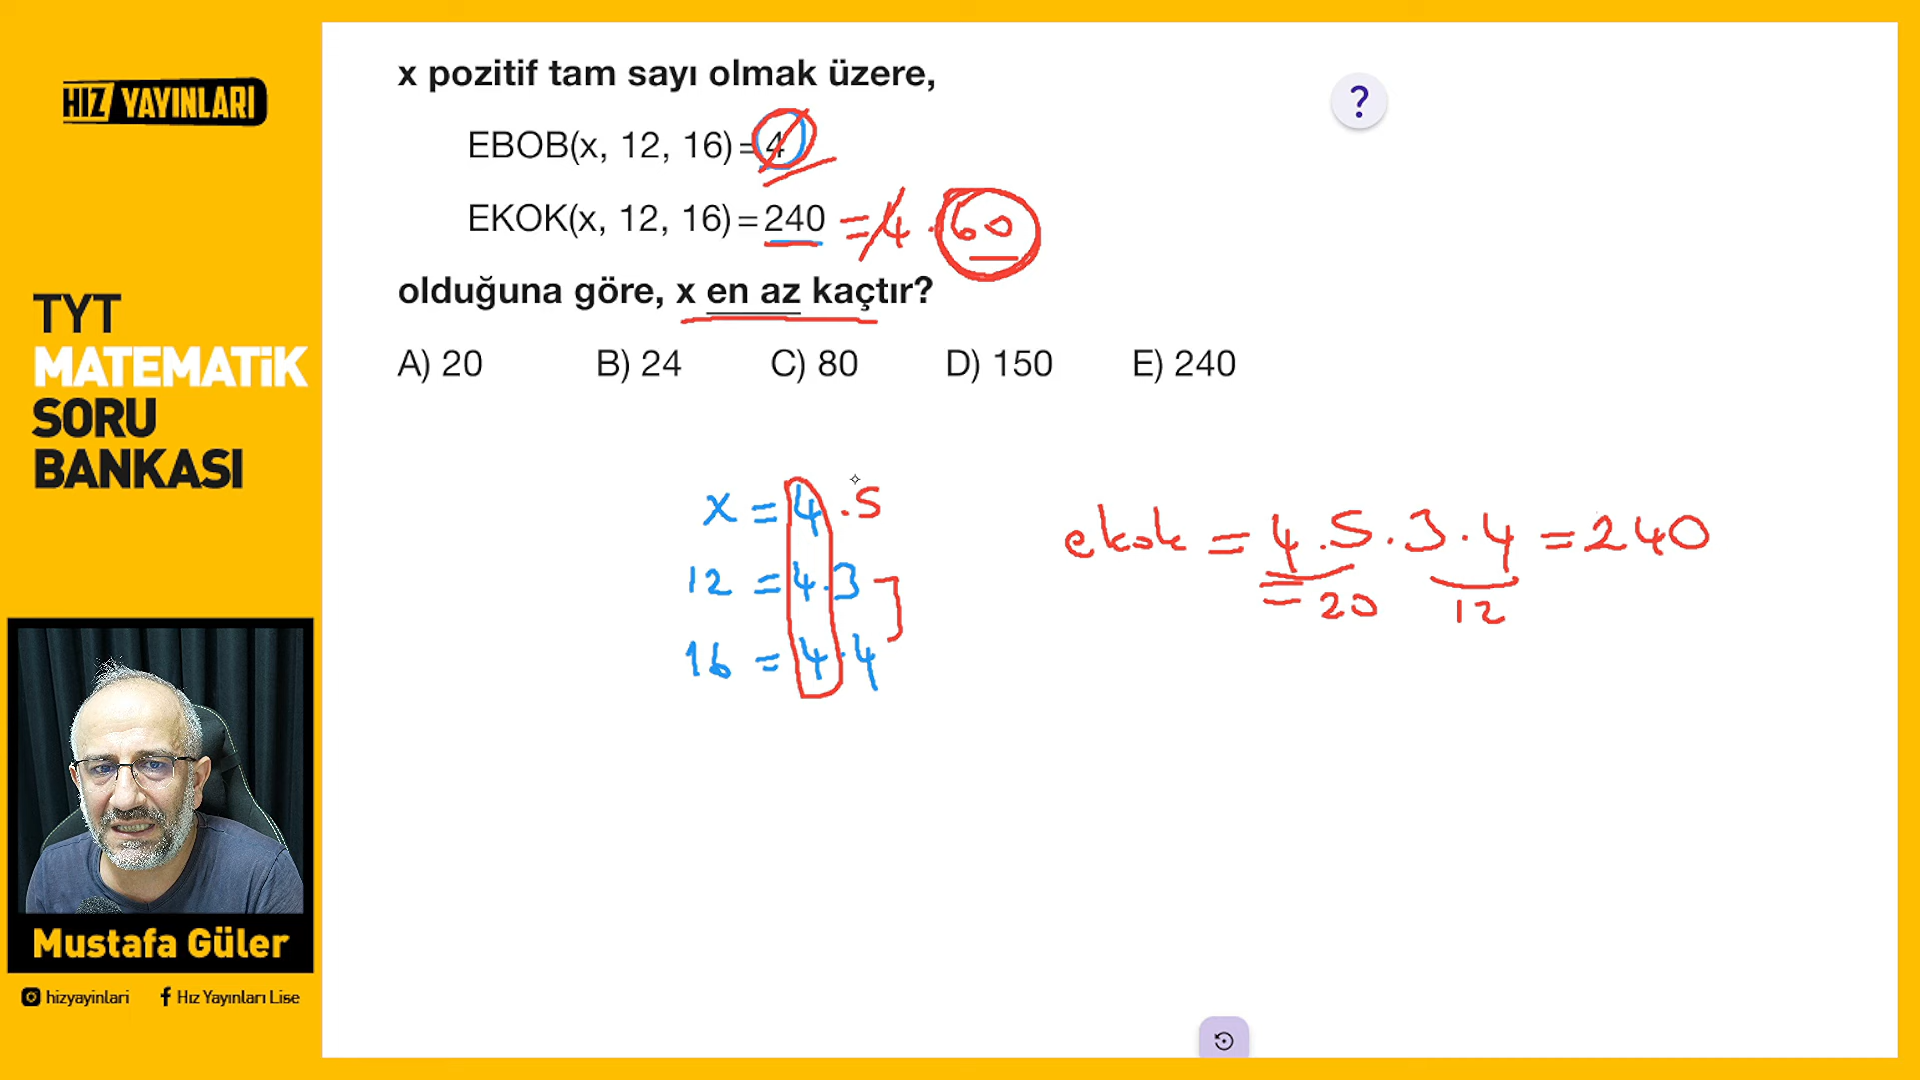 HIZ YAYINLARI
TYT
MATEMATİK
SORU
BANKASI
Mustafa Güler
hizyayinlari
Hız Yayınları Lise
x pozitif tam sayı olmak üzere,
EBOB(x, 12, 16)=4
EKOK(x, 12, 16)=240 =4.60
olduğuna göre, x en az kaçtır?
A) 20 B) 24 C) 80 D) 150 E) 240
?
x = 4.5
12 = 4.3
16 = 4.4
ekok = 4.5.3.4 = 240
= 20 12